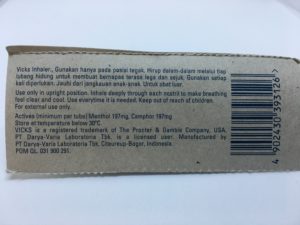 Vicks Inhaler. Gunakan hanya pada posisi tegak. Hirup dalam-dalam melalui tiap
lubang hidung untuk membuat bernapas terasa lega dan sejuk. Gunakan setiap
kali diperlukan. Jauhi dari jangkauan anak-anak. Untuk obat luar.
Use only in upright position. Inhale deeply through each nostril to make breathing
feel clear and cool. Use everytime it is needed. Keep out of reach of children.
For external use only.
Actives (minimum per tube) Menthol 197mg, Camphor 197mg
Store at temperature below 30°C.
VICKS is a registered trademark of The Procter & Gamble Company, USA.
PT Darya-Varia Laboratoria Tbk. is a licensed user. Manufactured by
PT Darya-Varia Laboratoria Tbk, Citeureup-Bogor, Indonesia.
POM QL. 031 900 291.
4 902430 393126